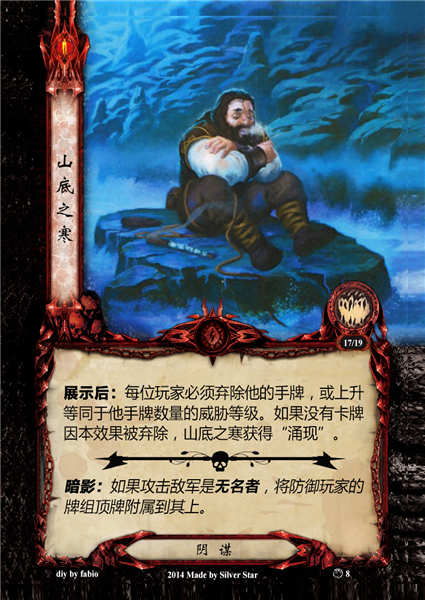 山底之寒
17/19
展示后：每位玩家必须弃除他的手牌，或上升
等同于他手牌数量的威胁等级。如果没有卡牌
因本效果被弃除，山底之寒获得“涌现”。
暗影：如果攻击敌军是无名者，将防御玩家的
牌组顶牌附属到其上。
阴谋
diy by fabio
2014 Made by Silver Star
8